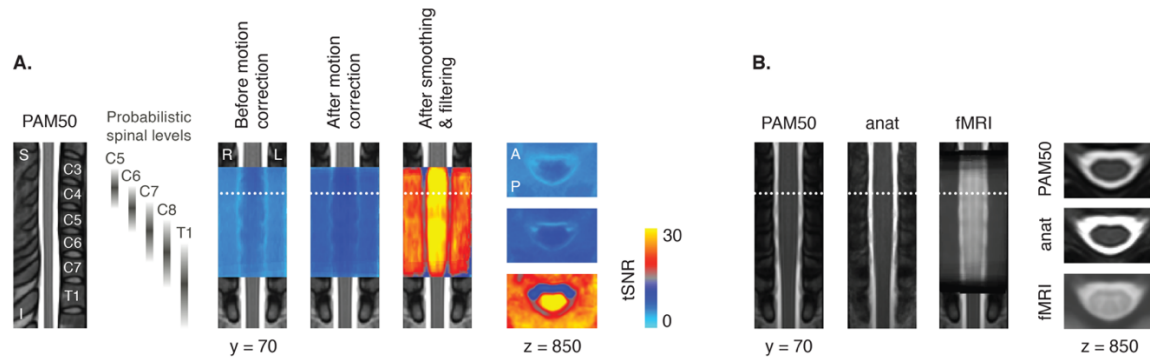 A.
PAM50
Probabilistic
spinal levels
Before motion
correction
After motion
correction
After smoothing
& filtering
S
I
C3
C4
C5
C6
C7
T1
C5
C6
C7
C8
T1
R
L
A
P
30
tSNR
0
y = 70
z = 850
B.
PAM50
anat
fMRI
PAM50
anat
fMRI
y = 70
z = 850